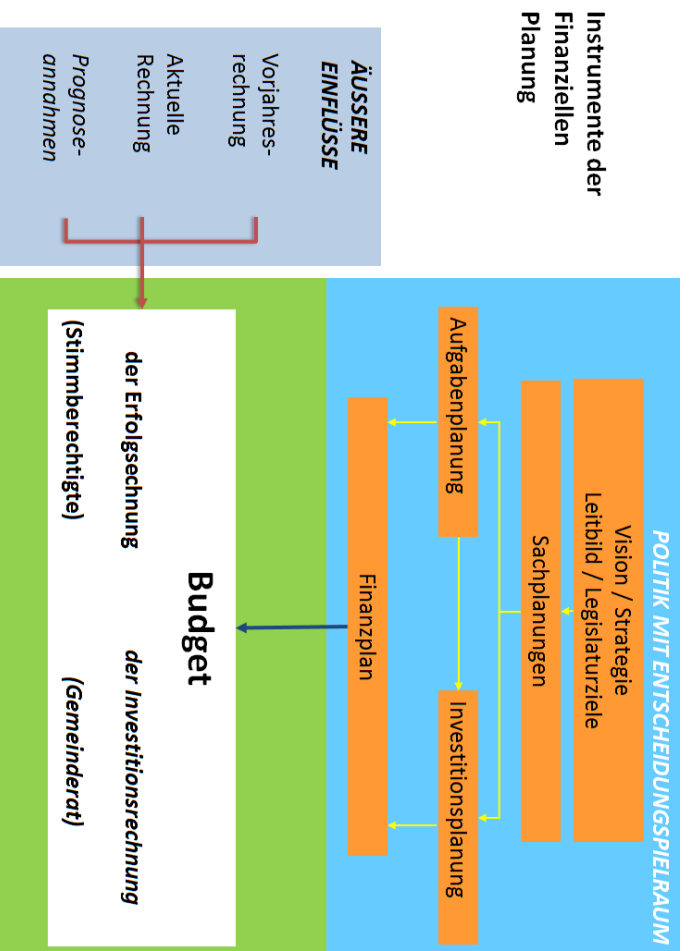 Instrumente der
Finanziellen
Planung
POLITIK MIT ENTSCHEIDUNGSPIELRAUM
Vision / Strategie
Leitbild / Legislaturziele
Sachplanungen
Aufgabenplanung
Investitionsplanung
Finanzplan
ÄUSSERE
EINFLÜSSE
Vorjahres-
rechnung
Aktuelle
Rechnung
Prognose-
annahmen
Budget
der Erfolgsechnung
der Investitionsrechnung
(Stimmberechtigte)
(Gemeinderat)